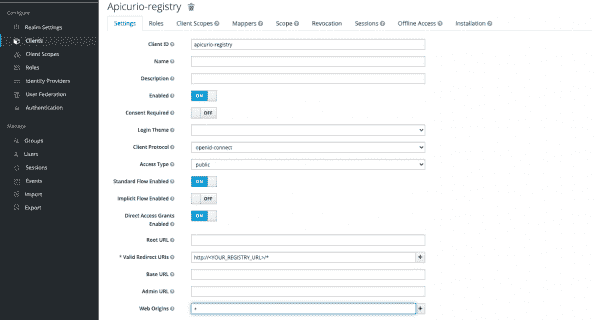 Configure
Realm Settings
Clients
Client Scopes
Roles
Identity Providers
User Federation
Authentication
Manage
Groups
Users
Sessions
Events
Import
Export
Apicurio-registry
Settings Roles Client Scopes Mappers Scope Revocation Sessions Offline Access Installation
Client ID apicurio-registry
Name
Description
Enabled ON
Consent Required OFF
Login Theme
Client Protocol openid-connect
Access Type public
Standard Flow Enabled ON
Implicit Flow Enabled OFF
Direct Access Grants
Enabled ON
Root URL
* Valid Redirect URIs http://<YOUR_REGISTRY_URL>/* +
Base URL
Admin URL
Web Origins + +